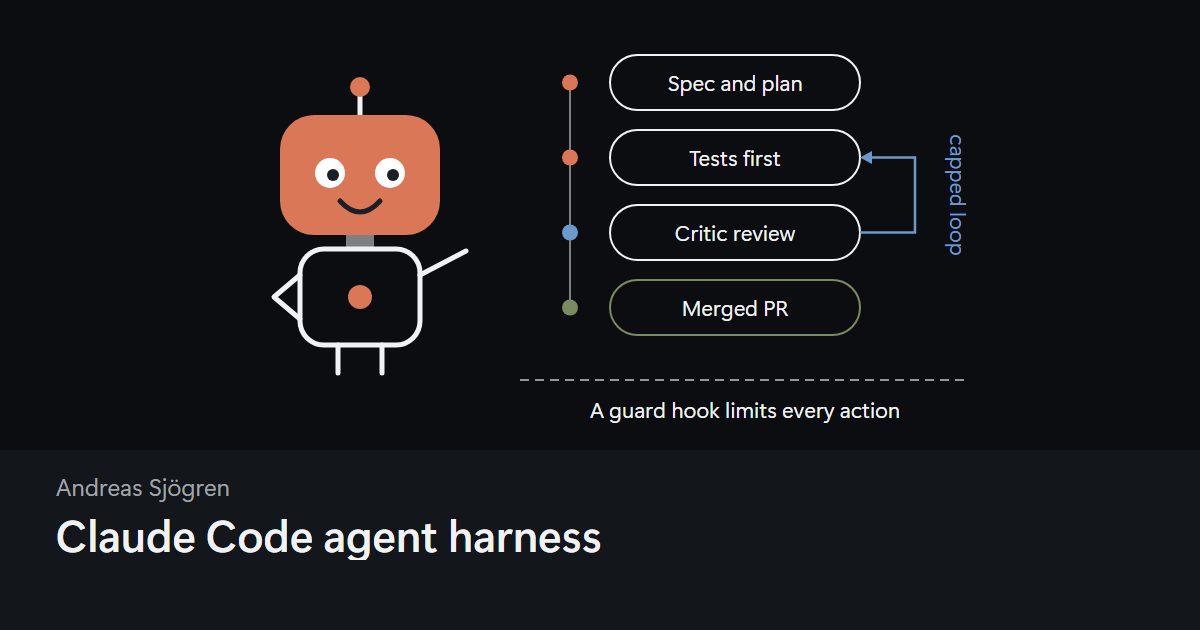 Spec and plan
Tests first
Critic review
capped loop
Merged PR
A guard hook limits every action
Andreas Sjögren
Claude Code agent harness